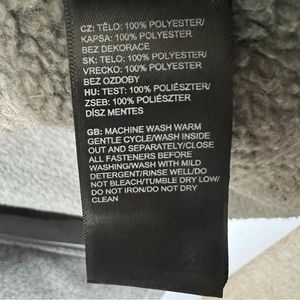 CZ: TĚLO: 100% POLYESTER/
KAPSA: 100% POLYESTER/
BEZ DEKORACE
SK: TELO: 100% POLYESTER/
VRECKO: 100% POLYESTER/
BEZ OZDOBY
HU: TEST: 100% POLIÉSZTER/
ZSEB: 100% POLIÉSZTER/
DÍSZ MENTES
GB: MACHINE WASH WARM
GENTLE CYCLE/WASH INSIDE
OUT AND SEPARATELY/CLOSE
ALL FASTENERS BEFORE
WASHING/WASH WITH MILD
DETERGENT/RINSE WELL/DO
NOT BLEACH/TUMBLE DRY LOW/
DO NOT IRON/DO NOT DRY
CLEAN